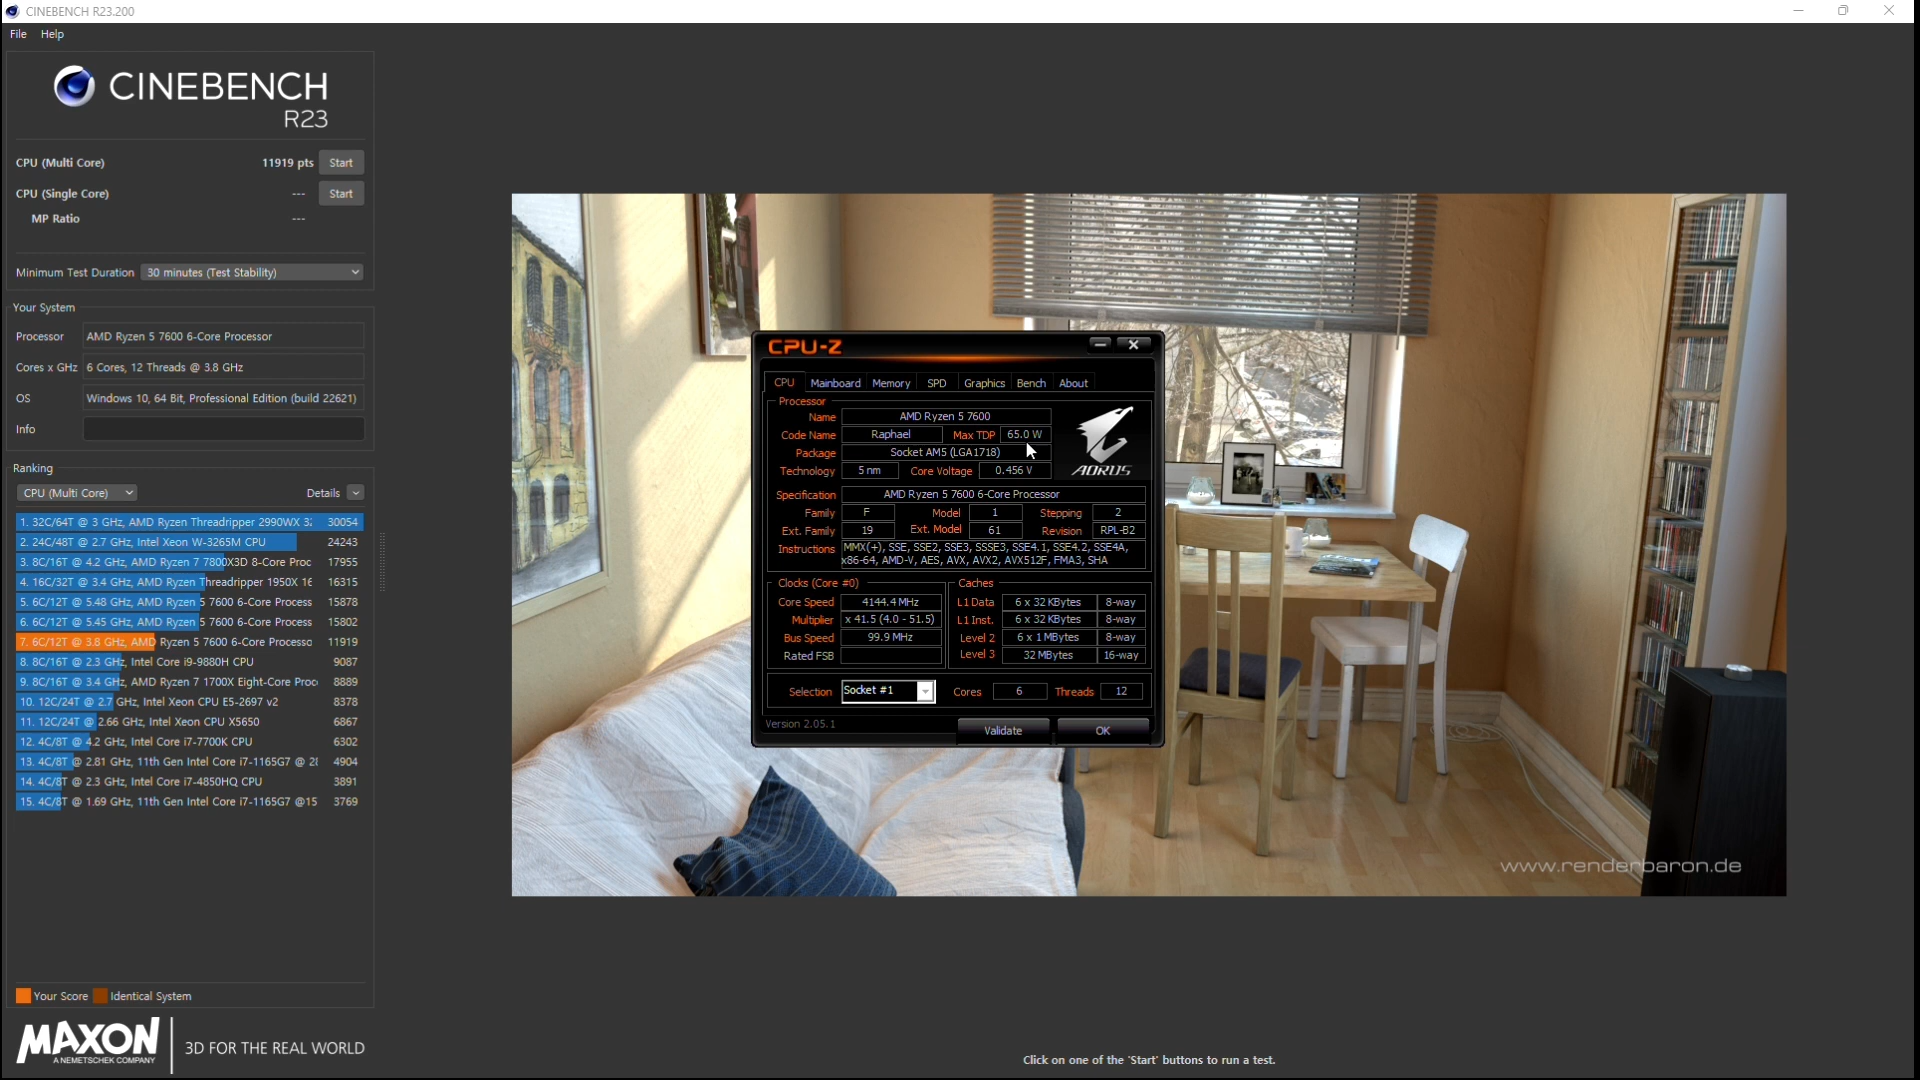 CINEBENCH R23.200
File Help
CINEBENCH
R23
CPU (Multi Core) 11919 pts Start
CPU (Single Core) --- Start
MP Ratio ---
Minimum Test Duration 30 minutes (Test Stability)
Your System
Processor AMD Ryzen 5 7600 6-Core Processor
Cores x GHz 6 Cores, 12 Threads @ 3.8 GHz
OS Windows 10, 64 Bit, Professional Edition (build 22621)
Info
Ranking
CPU (Multi Core) Details
1. 32C/64T @ 3 GHz, AMD Ryzen Threadripper 2990WX 32 30054
2. 24C/48T @ 2.7 GHz, Intel Xeon W-3265M CPU 24243
3. 8C/16T @ 4.2 GHz, AMD Ryzen 7 7800X3D 8-Core Proc 17955
4. 16C/32T @ 3.4 GHz, AMD Ryzen Threadripper 1950X 16 16315
5. 6C/12T @ 5.48 GHz, AMD Ryzen 5 7600 6-Core Process 15878
6. 6C/12T @ 5.45 GHz, AMD Ryzen 5 7600 6-Core Process 15802
7. 6C/12T @ 3.8 GHz, AMD Ryzen 5 7600 6-Core Processo 11919
8. 8C/16T @ 2.3 GHz, Intel Core i9-9880H CPU 9087
9. 8C/16T @ 3.4 GHz, AMD Ryzen 7 1700X Eight-Core Proc 8889
10. 12C/24T @ 2.7 GHz, Intel Xeon CPU E5-2697 v2 8378
11. 12C/24T @ 2.66 GHz, Intel Xeon CPU X5650 6867
12. 4C/8T @ 4.2 GHz, Intel Core i7-7700K CPU 6302
13. 4C/8T @ 2.81 GHz, 11th Gen Intel Core i7-1165G7 @ 28 4904
14. 4C/8T @ 2.3 GHz, Intel Core i7-4850HQ CPU 3891
15. 4C/8T @ 1.69 GHz, 11th Gen Intel Core i7-1165G7 @15 3769
Your Score Identical System
MAXON
A NEMETSCHEK COMPANY
3D FOR THE REAL WORLD
CPU-Z
CPU Mainboard Memory SPD Graphics Bench About
Processor
Name AMD Ryzen 5 7600
Code Name Raphael Max TDP 65.0 W
Package Socket AM5 (LGA1718)
Technology 5 nm Core Voltage 0.456 V
AORUS
Specification AMD Ryzen 5 7600 6-Core Processor
Family F Model 1 Stepping 2
Ext. Family 19 Ext. Model 61 Revision RPL-B2
Instructions MMX(+), SSE, SSE2, SSE3, SSSE3, SSE4.1, SSE4.2, SSE4A,
x86-64, AMD-V, AES, AVX, AVX2, AVX512F, FMA3, SHA
Clocks (Core #0) Caches
Core Speed 4144.4 MHz L1 Data 6 x 32 KBytes 8-way
Multiplier x 41.5 (4.0 - 51.5) L1 Inst. 6 x 32 KBytes 8-way
Bus Speed 99.9 MHz Level 2 6 x 1 MBytes 8-way
Rated FSB Level 3 32 MBytes 16-way
Selection Socket #1 Cores 6 Threads 12
Version 2.05.1
Validate OK
www.renderbaron.de
Click on one of the 'Start' buttons to run a test.